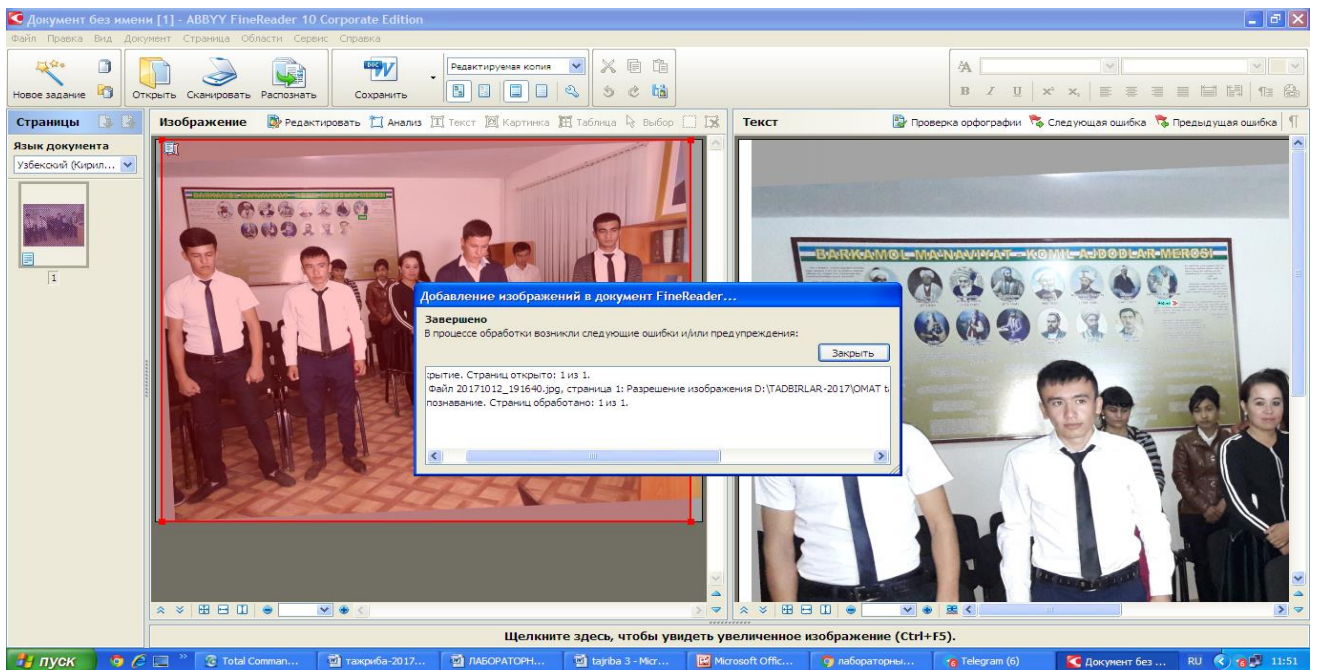 Документ без имени [1] - ABBYY FineReader 10 Corporate Edition
Файл Правка Вид Документ Страница Области Сервис Справка
Новое задание Открыть Сканировать Распознать Сохранить Редактируемая копия
Страницы Изображение Редактировать Анализ Текст Картинка Таблица Выбор Текст Проверка орфографии Следующая ошибка Предыдущая ошибка
Язык документа
Узбекский (Кирил...
1
BARKAMOL MA'NAVIYAT - KOMIL AJDODLAR MEROSI
Добавление изображений в документ FineReader...
Завершено
В процессе обработки возникли следующие ошибки и/или предупреждения:
Закрыть
крытие. Страниц открыто: 1 из 1.
Файл 20171012_191640.jpg, страница 1: Разрешение изображения D:\TADBIRLAR-2017\OMAT t
познавание. Страниц обработано: 1 из 1.
Щелкните здесь, чтобы увидеть увеличенное изображение (Ctrl+F5).
пуск Total Comman... тажриба-2017... ЛАБОРАТОРН... tajriba 3 - Micr... Microsoft Offic... лабораторны... Telegram (6) Документ без ... RU 11:51